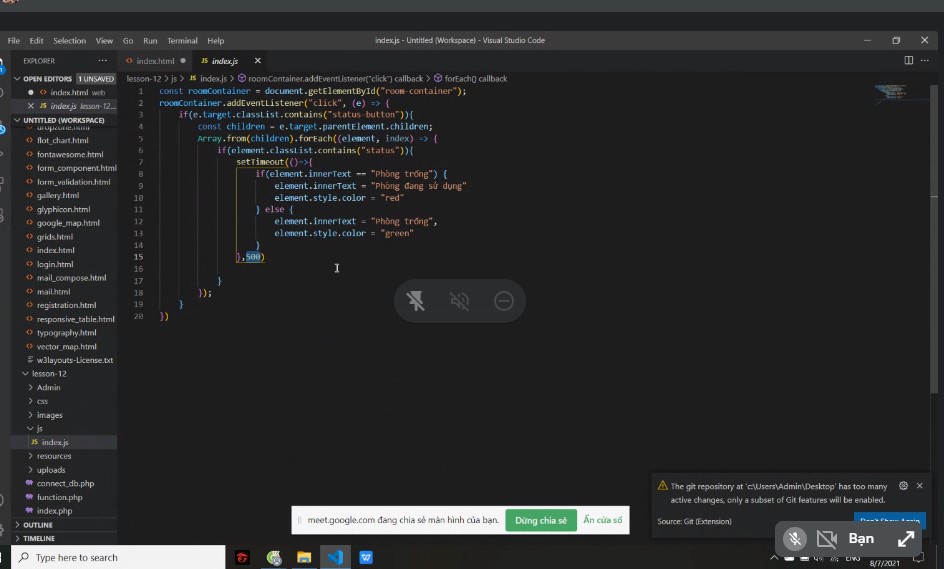 File Edit Selection View Go Run Terminal Help
index.js - Untitled (Workspace) - Visual Studio Code
EXPLORER
OPEN EDITORS 1 UNSAVED
index.html web
JS index.js lesson-12...
UNTITLED (WORKSPACE)
dropzone.html
flot_chart.html
fontawesome.html
form_component.html
form_validation.html
gallery.html
glyphicon.html
google_map.html
grids.html
index.html
login.html
mail_compose.html
mail.html
registration.html
responsive_table.html
typography.html
vector_map.html
w3layouts-License.txt
lesson-12
Admin
css
images
js
JS index.js
resources
uploads
connect_db.php
function.php
index.php
OUTLINE
TIMELINE
index.html
JS index.js
lesson-12 > js > JS index.js > roomContainer.addEventListener("click") callback > forEach() callback
1 const roomContainer = document.getElementById("room-container");
2 roomContainer.addEventListener("click", (e) => {
3 if(e.target.classList.contains("status-button")){
4 const children = e.target.parentElement.children;
5 Array.from(children).forEach((element, index) => {
6 if(element.classList.contains("status")){
7 setTimeout(()=>{
8 if(element.innerText == "Phòng trống") {
9 element.innerText = "Phòng đang sử dụng"
10 element.style.color = "red"
11 } else {
12 element.innerText = "Phòng trống",
13 element.style.color = "green"
14 }
15 },500)
16
17 }
18 });
19 }
20 })
The git repository at 'c:\Users\Admin\Desktop' has too many
active changes, only a subset of Git features will be enabled.
Source: Git (Extension)
Don't Show Again
meet.google.com đang chia sẻ màn hình của bạn.
Dừng chia sẻ
Ẩn cửa sổ
Bạn
Type here to search
ENG
8/7/2021